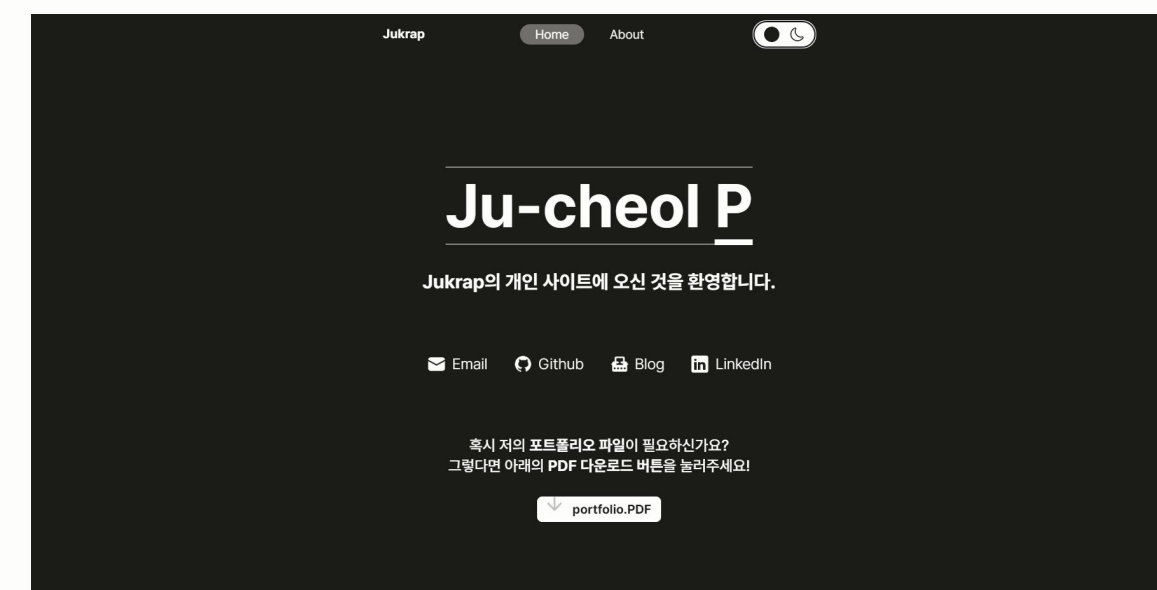 Jukrap Home About
Ju-cheol P
Jukrap의 개인 사이트에 오신 것을 환영합니다.
Email Github Blog LinkedIn
혹시 저의 포트폴리오 파일이 필요하신가요?
그렇다면 아래의 PDF 다운로드 버튼을 눌러주세요!
portfolio.PDF